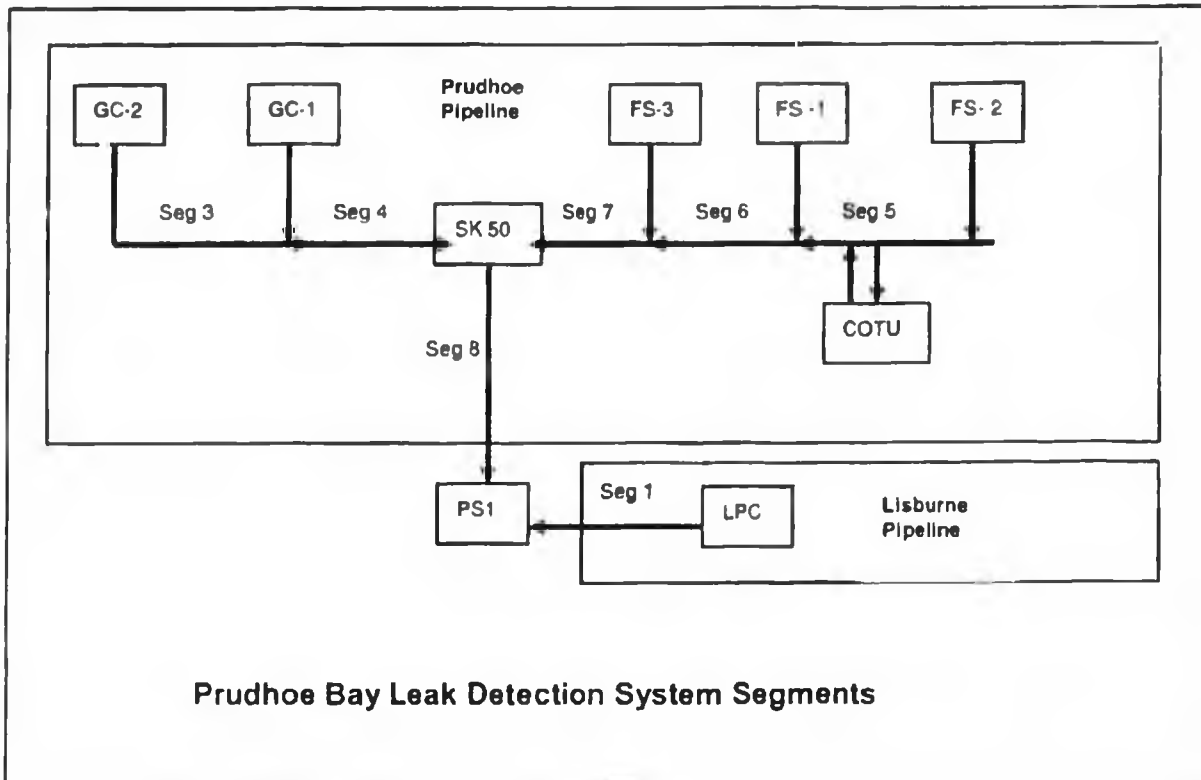 Prudhoe
Pipeline
GC-2
GC-1
FS-3
FS-1
FS-2
Seg 3
Seg 4
SK 50
Seg 7
Seg 6
Seg 5
COTU
Seg 8
PS1
Seg 1
LPC
Lisburne
Pipeline
Prudhoe Bay Leak Detection System Segments